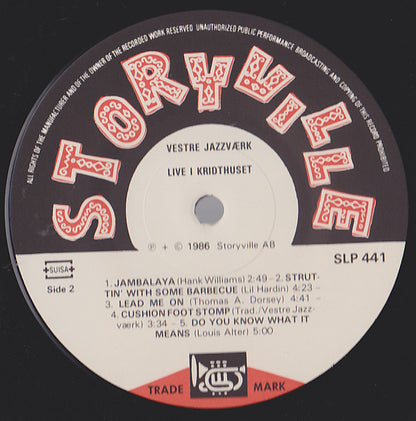 ALL RIGHTS OF THE MANUFACTURER AND OF THE OWNER OF THE RECORDED WORK RESERVED UNAUTHORIZED PUBLIC PERFORMANCE BROADCASTING AND COPYING OF THIS RECORD PROHIBITED
STORYVILLE
VESTRE JAZZVÆRK
LIVE I KRIDTHUSET
℗ + © 1986 Storyville AB
SUISA
SLP 441
Side 2
1. JAMBALAYA (Hank Williams) 2:49 – 2. STRUT-
TIN' WITH SOME BARBECUE (Lil Hardin) 4:23 –
3. LEAD ME ON (Thomas A. Dorsey) 4:41 –
4. CUSHION FOOT STOMP (Trad./Vestre Jazz-
værk) 3:34 – 5. DO YOU KNOW WHAT IT
MEANS (Louis Alter) 5:00
TRADE MARK